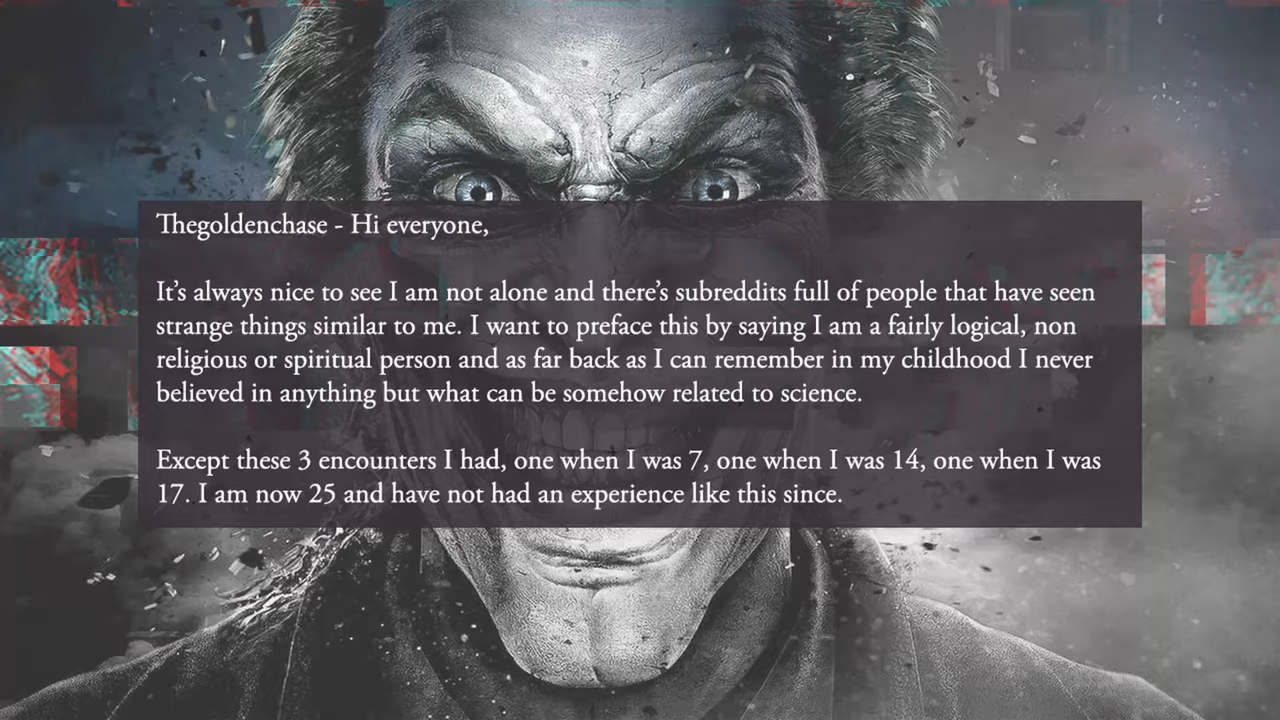 Thegoldenchase - Hi everyone,
It’s always nice to see I am not alone and there’s subreddits full of people that have seen
strange things similar to me. I want to preface this by saying I am a fairly logical, non
religious or spiritual person and as far back as I can remember in my childhood I never
believed in anything but what can be somehow related to science.
Except these 3 encounters I had, one when I was 7, one when I was 14, one when I was
17. I am now 25 and have not had an experience like this since.